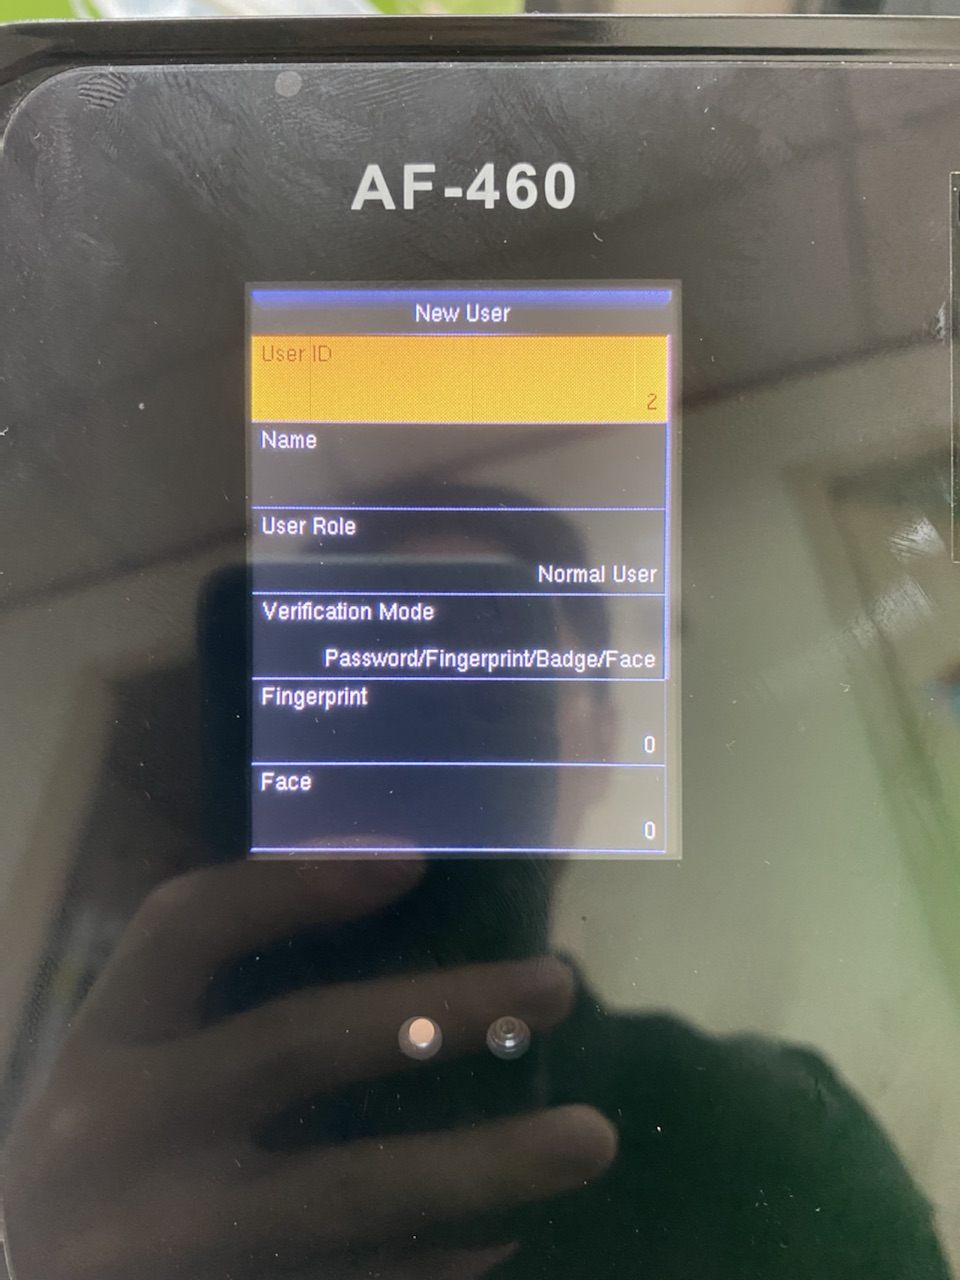 AF-460
New User
User ID
2
Name
User Role
Normal User
Verification Mode
Password/Fingerprint/Badge/Face
Fingerprint
0
Face
0